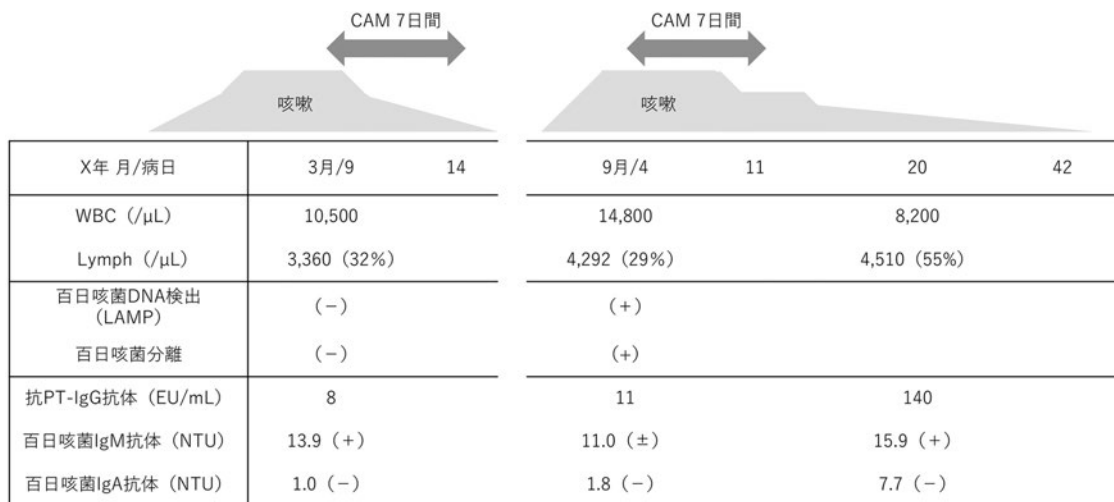 CAM 7日間 CAM 7日間
咳嗽 咳嗽
X年 月/病日 3月/9 14 9月/4 11 20 42
WBC（/μL） 10,500 14,800 8,200
Lymph（/μL） 3,360（32%） 4,292（29%） 4,510（55%）
百日咳菌DNA検出
（LAMP） （−） （+）
百日咳菌分離 （−） （+）
抗PT-IgG抗体（EU/mL） 8 11 140
百日咳菌IgM抗体（NTU） 13.9（+） 11.0（±） 15.9（+）
百日咳菌IgA抗体（NTU） 1.0（−） 1.8（−） 7.7（−）